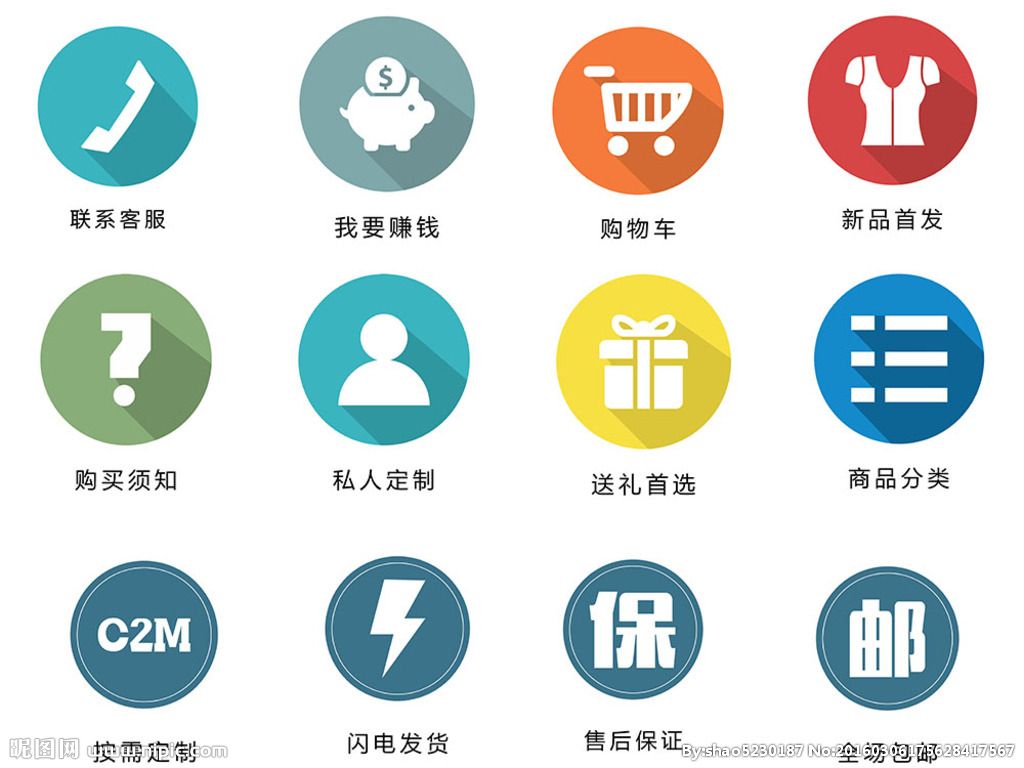 $
联系客服
我要赚钱
购物车
新品首发
?
购买须知
私人定制
送礼首选
商品分类
C2M
保
邮
按需定制
闪电发货
售后保证
全场包邮
昵图网 www.nipic.com
By:shao5230187 No:20160306175628417567